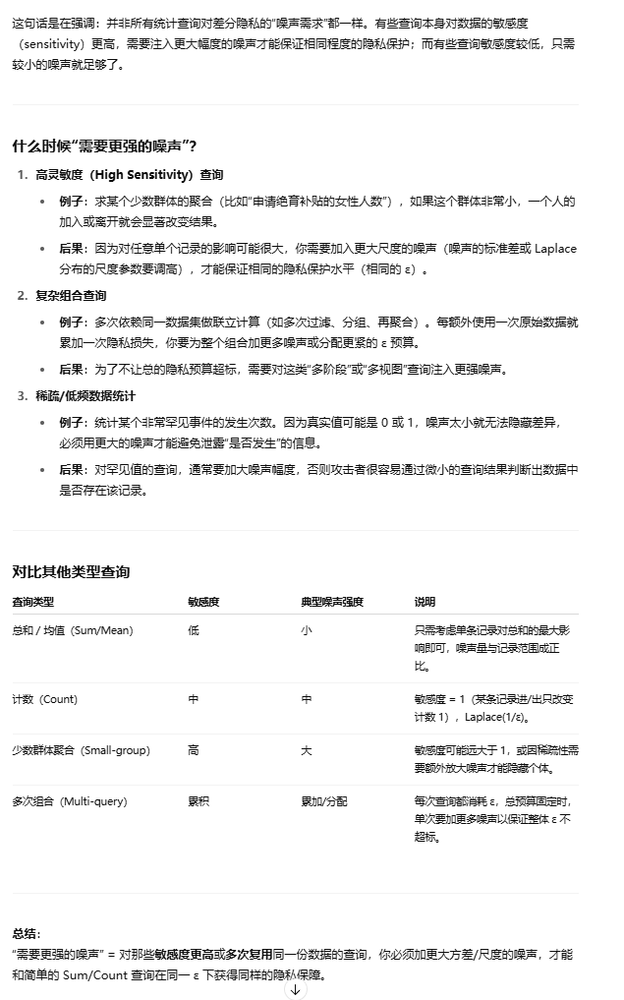 这句话是在强调：并非所有统计查询对差分隐私的“噪声需求”都一样。有些查询本身对数据的敏感度
（sensitivity）更高，需要注入更大幅度的噪声才能保证相同程度的隐私保护；而有些查询敏感度较低，只需
较小的噪声就足够了。
什么时候“需要更强的噪声”？
1. 高灵敏度（High Sensitivity）查询
• 例子：求某个少数群体的聚合（比如“申请绝育补贴的女性人数”），如果这个群体非常小，一个人的
加入或离开就会显著改变结果。
• 后果：因为对任意单个记录的影响可能很大，你需要加入更大尺度的噪声（噪声的标准差或 Laplace
分布的尺度参数要调高），才能保证相同的隐私保护水平（相同的 ε）。
2. 复杂组合查询
• 例子：多次依赖同一数据集做联立计算（如多次过滤、分组、再聚合）。每额外使用一次原始数据就
累加一次隐私损失，你要为整个组合加更多噪声或分配更紧的 ε 预算。
• 后果：为了不让总的隐私预算超标，需要对这类“多阶段”或“多视图”查询注入更强噪声。
3. 稀疏/低频数据统计
• 例子：统计某个非常罕见事件的发生次数。因为真实值可能是 0 或 1，噪声太小就无法隐藏差异，
必须用更大的噪声才能避免泄露“是否发生”的信息。
• 后果：对罕见值的查询，通常要加大噪声幅度，否则攻击者很容易通过微小的查询结果判断出数据中
是否存在该记录。
对比其他类型查询
查询类型 敏感度 典型噪声强度 说明
总和 / 均值（Sum/Mean） 低 小 只需考虑单条记录对总和的最大影
响即可，噪声量与记录范围成正
比。
计数（Count） 中 中 敏感度 = 1（某条记录进/出只改变
计数 1），Laplace(1/ε)。
少数群体聚合（Small-group） 高 大 敏感度可能远大于 1，或因稀疏性需
要额外放大噪声才能隐藏个体。
多次组合（Multi-query） 累积 累加/分配 每次查询都消耗 ε，总预算固定时，
单次要加更多噪声以保证整体 ε 不
超标。
总结：
“需要更强的噪声” = 对那些敏感度更高或多次复用同一份数据的查询，你必须加更大方差/尺度的噪声，才能
和简单的 Sum/Count 查询在同一 ε 下获得同样的隐私保障。